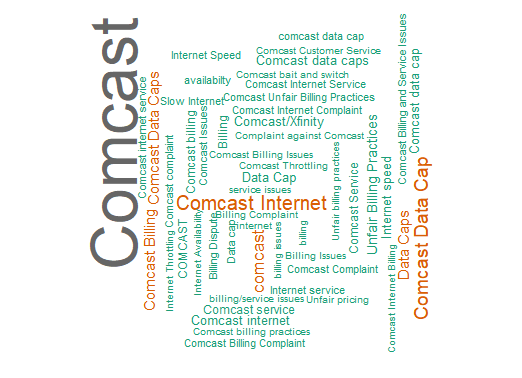 Comcast
comcast data cap
Internet Speed
Comcast Customer Service
Comcast data caps
availabilty
Comcast bait and switch
Comcast Internet Service
Slow Internet
Comcast Unfair Billing Practices
Comcast Internet Complaint
Comcast/Xfinity
Complaint against Comcast
Comcast Billing Issues
Comcast Throttling
Data Cap
service issues
Comcast Internet
Billing Complaint
internet
Billing Issues
Comcast Complaint
Internet service
billing/service issues
Unfair pricing
Comcast service
Comcast internet
Comcast billing practices
Comcast Billing Complaint
Comcast internet service
Comcast Billing
Comcast Data Caps
Internet Throttling
Comcast complaint
COMCAST
Comcast billing
Internet Availability
Comcast Issues
Billing Dispute
Billing
Data cap
comcast
billing issues
billing
Unfair billing practices
Comcast Service
Unfair Billing Practices
Internet speed
Comcast Internet Billing
Comcast Billing and Service Issues
Data Caps
Comcast data cap
Comcast Data Cap